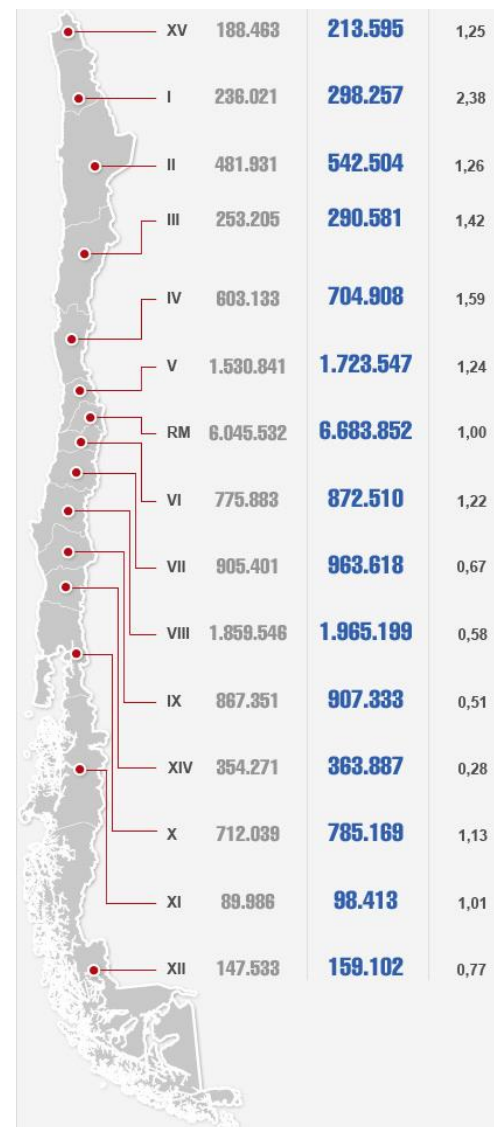 XV 188.463 213.595 1,25
I 236.021 298.257 2,38
II 481.931 542.504 1,26
III 253.205 290.581 1,42
IV 603.133 704.908 1,59
V 1.530.841 1.723.547 1,24
RM 6.045.532 6.683.852 1,00
VI 775.883 872.510 1,22
VII 905.401 963.618 0,67
VIII 1.859.546 1.965.199 0,58
IX 867.351 907.333 0,51
XIV 354.271 363.887 0,28
X 712.039 785.169 1,13
XI 89.986 98.413 1,01
XII 147.533 159.102 0,77